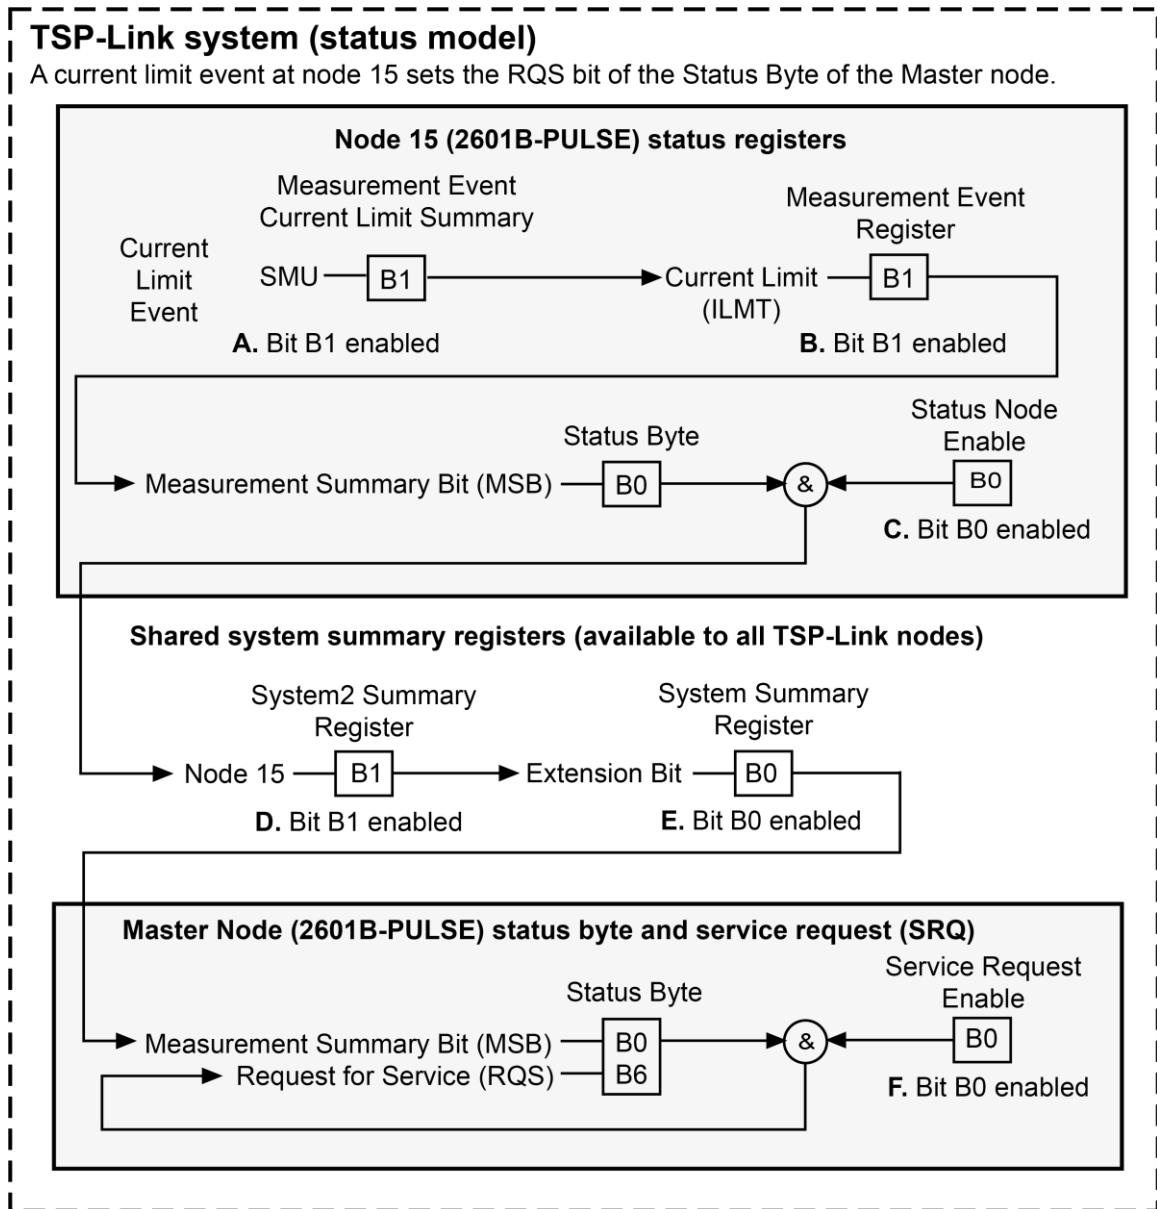 TSP-Link system (status model)
A current limit event at node 15 sets the RQS bit of the Status Byte of the Master node.
Node 15 (2601B-PULSE) status registers
Measurement Event
Current Limit Summary
Measurement Event
Register
Current
Limit
Event
SMU
B1
Current Limit
(ILMT)
B1
A. Bit B1 enabled
B. Bit B1 enabled
Status Byte
Status Node
Enable
Measurement Summary Bit (MSB)
B0
&
B0
C. Bit B0 enabled
Shared system summary registers (available to all TSP-Link nodes)
System2 Summary
Register
System Summary
Register
Node 15
B1
Extension Bit
B0
D. Bit B1 enabled
E. Bit B0 enabled
Master Node (2601B-PULSE) status byte and service request (SRQ)
Status Byte
Service Request
Enable
Measurement Summary Bit (MSB)
B0
&
B0
Request for Service (RQS)
B6
F. Bit B0 enabled